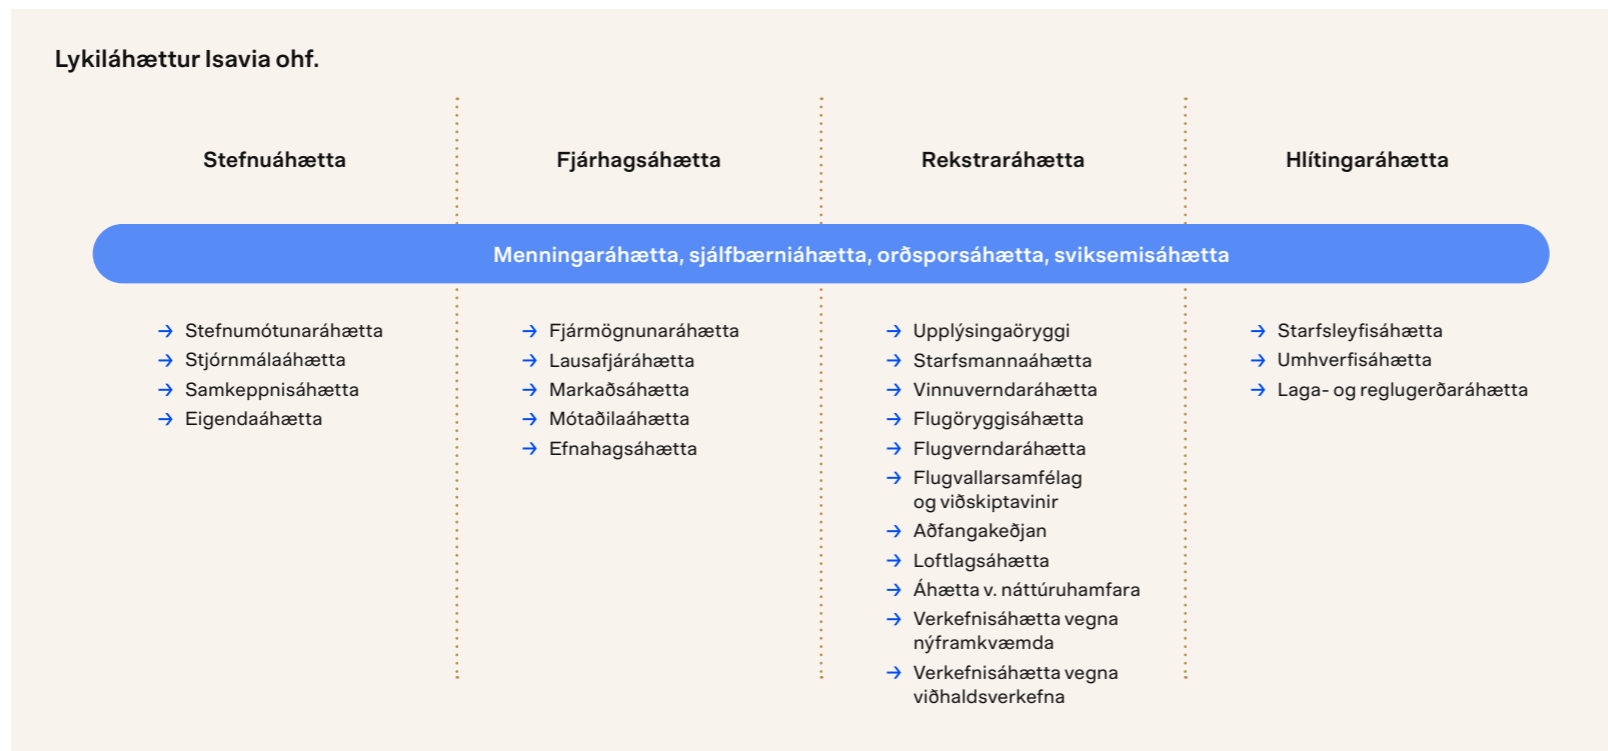 Lykiláhættur Isavia ohf.
Stefnuáhætta
Fjárhagsáhætta
Rekstraráhætta
Hlítingaráhætta
Menningaráhætta, sjálfbærniáhætta, orðsporsáhætta, sviksemisáhætta
→ Stefnumótunaráhætta
→ Stjórnmálaáhætta
→ Samkeppnisáhætta
→ Eigendaáhætta
→ Fjármögnunaráhætta
→ Lausafjáráhætta
→ Markaðsáhætta
→ Mótaðilaáhætta
→ Efnahagsáhætta
→ Upplýsingaöryggi
→ Starfsmannaáhætta
→ Vinnuverndaráhætta
→ Flugöryggisáhætta
→ Flugverndaráhætta
→ Flugvallarsamfélag
og viðskiptavinir
→ Aðfangakeðjan
→ Loftlagsáhætta
→ Áhætta v. náttúruhamfara
→ Verkefnisáhætta vegna
nýframkvæmda
→ Verkefnisáhætta vegna
viðhaldsverkefna
→ Starfsleyfisáhætta
→ Umhverfisáhætta
→ Laga- og reglugerðaráhætta